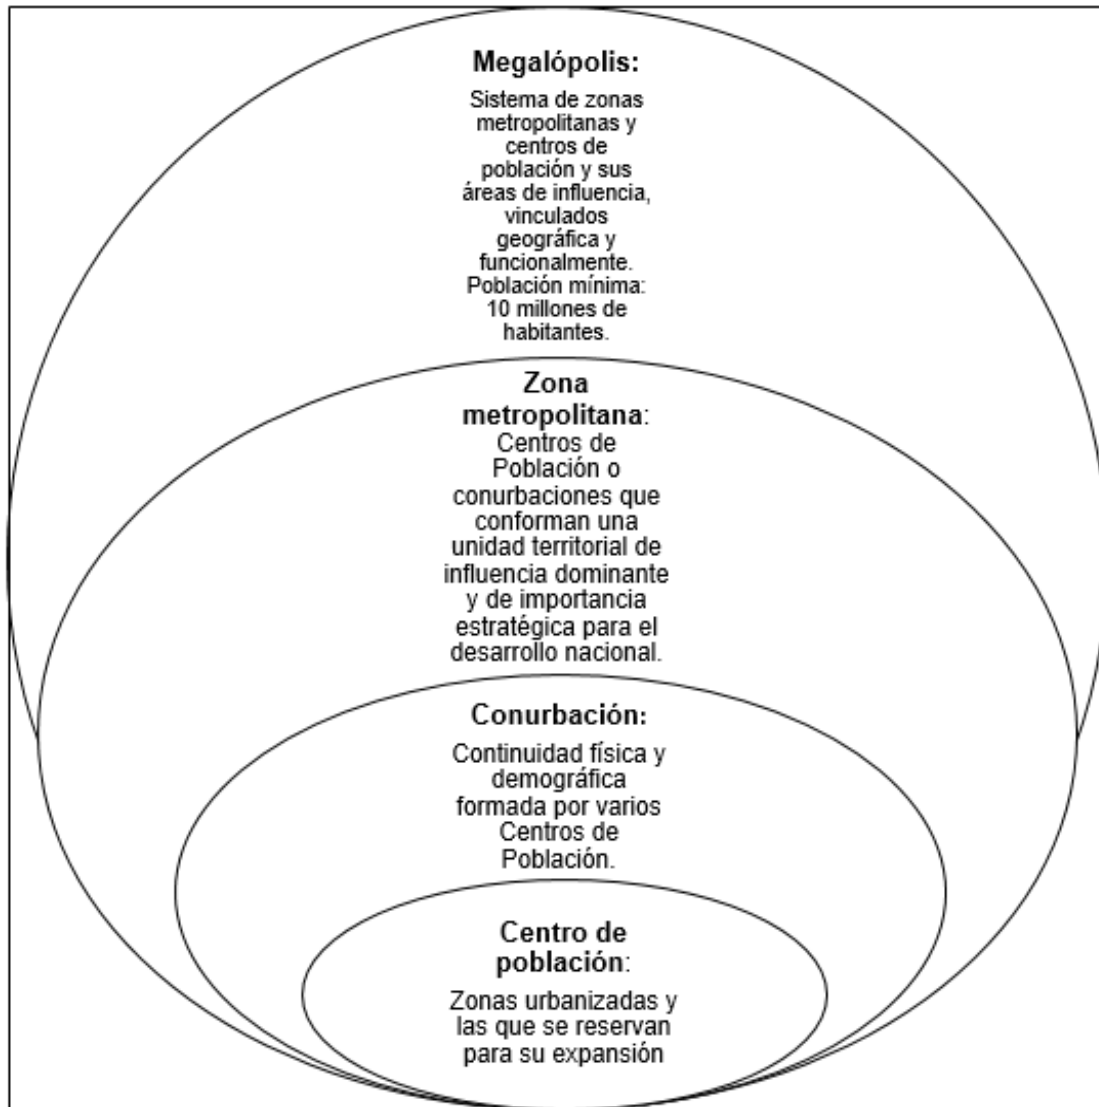 Megalópolis:
Sistema de zonas
metropolitanas y
centros de
población y sus
áreas de influencia,
vinculados
geográfica y
funcionalmente.
Población mínima:
10 millones de
habitantes.
Zona
metropolitana:
Centros de
Población o
conurbaciones que
conforman una
unidad territorial de
influencia dominante
y de importancia
estratégica para el
desarrollo nacional.
Conurbación:
Continuidad física y
demográfica
formada por varios
Centros de
Población.
Centro de
población:
Zonas urbanizadas y
las que se reservan
para su expansión